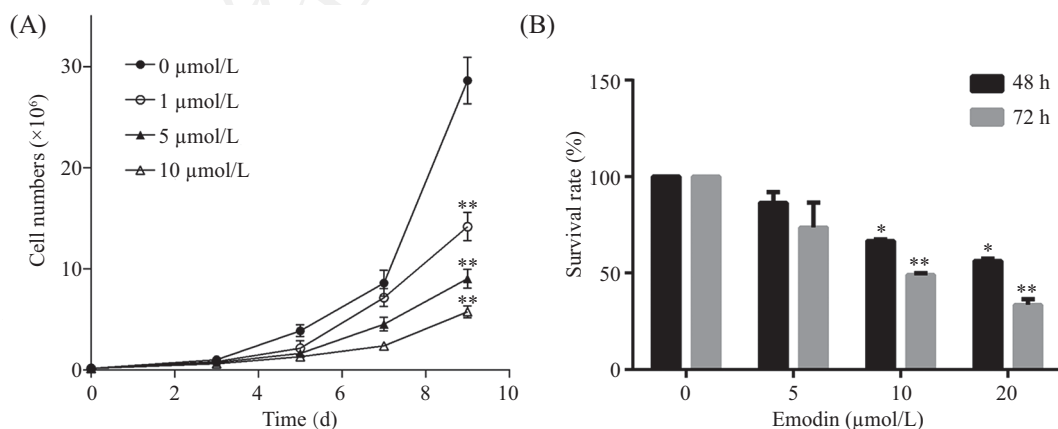 (A)
Cell numbers (×10⁶)
30
20
10
0
0 µmol/L
1 µmol/L
5 µmol/L
10 µmol/L
**
**
**
0 2 4 6 8 10
Time (d)
(B)
Survival rate (%)
150
100
50
0
48 h
72 h
*
**
*
**
0 5 10 20
Emodin (µmol/L)